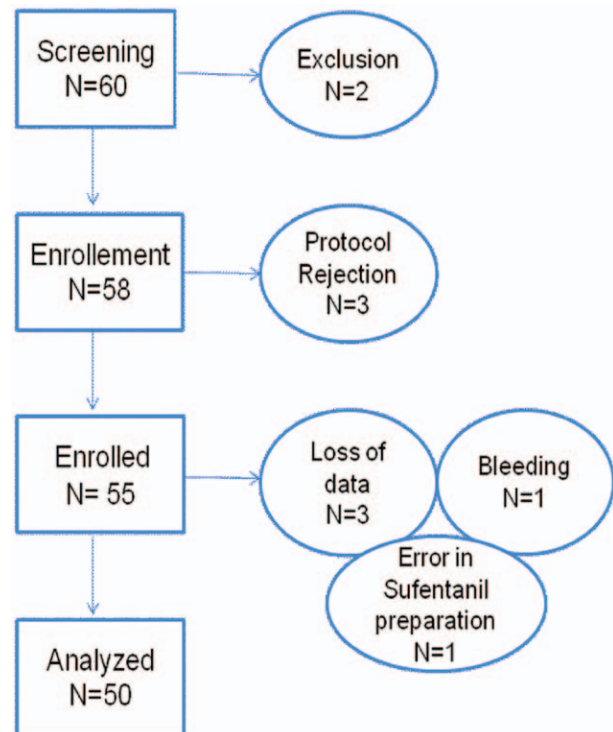 Screening
N=60
Exclusion
N=2
Enrollement
N=58
Protocol
Rejection
N=3
Enrolled
N= 55
Loss of
data
N=3
Bleeding
N=1
Error in
Sufentanil
preparation
N=1
Analyzed
N=50